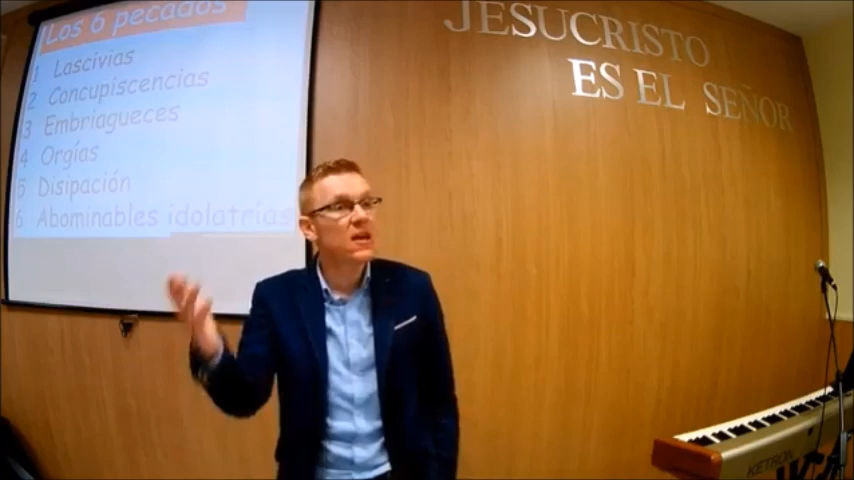 Los 6 pecados
1 Lascivias
2 Concupiscencias
3 Embriagueces
4 Orgías
5 Disipación
6 Abominables idolatrías
JESUCRISTO
ES EL SEÑOR
KETRON